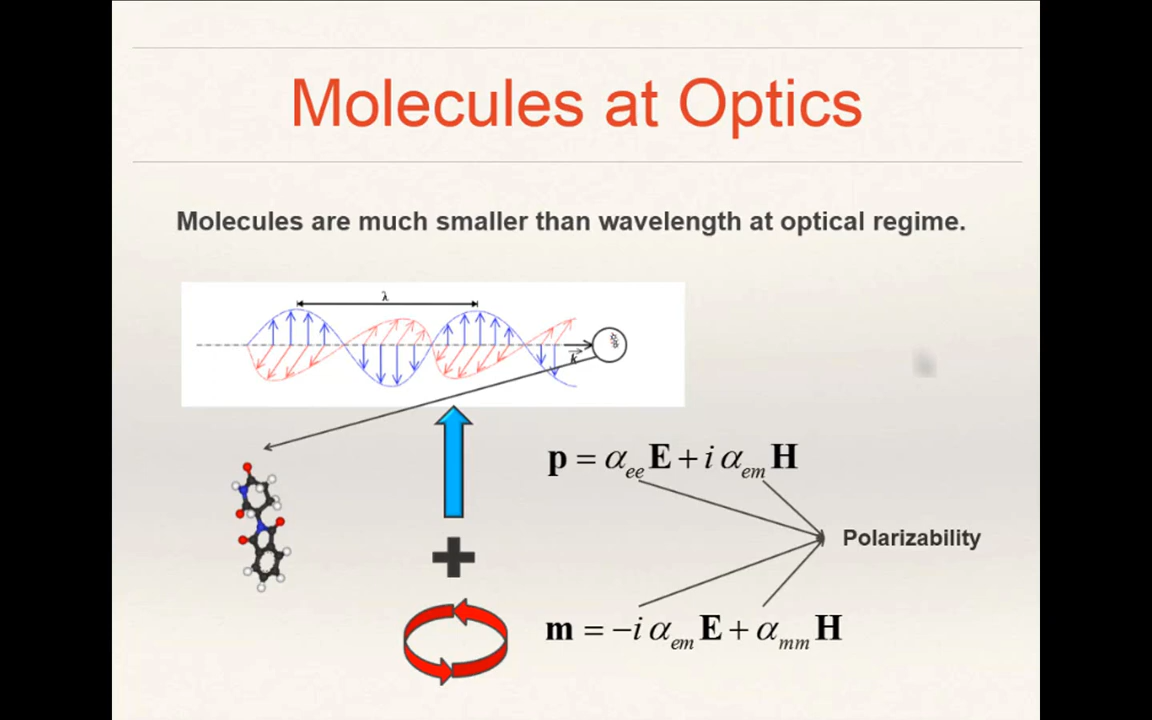 Molecules at Optics
Molecules are much smaller than wavelength at optical regime.
λ
k
p = α_ee E + i α_em H
Polarizability
m = −i α_em E + α_mm H